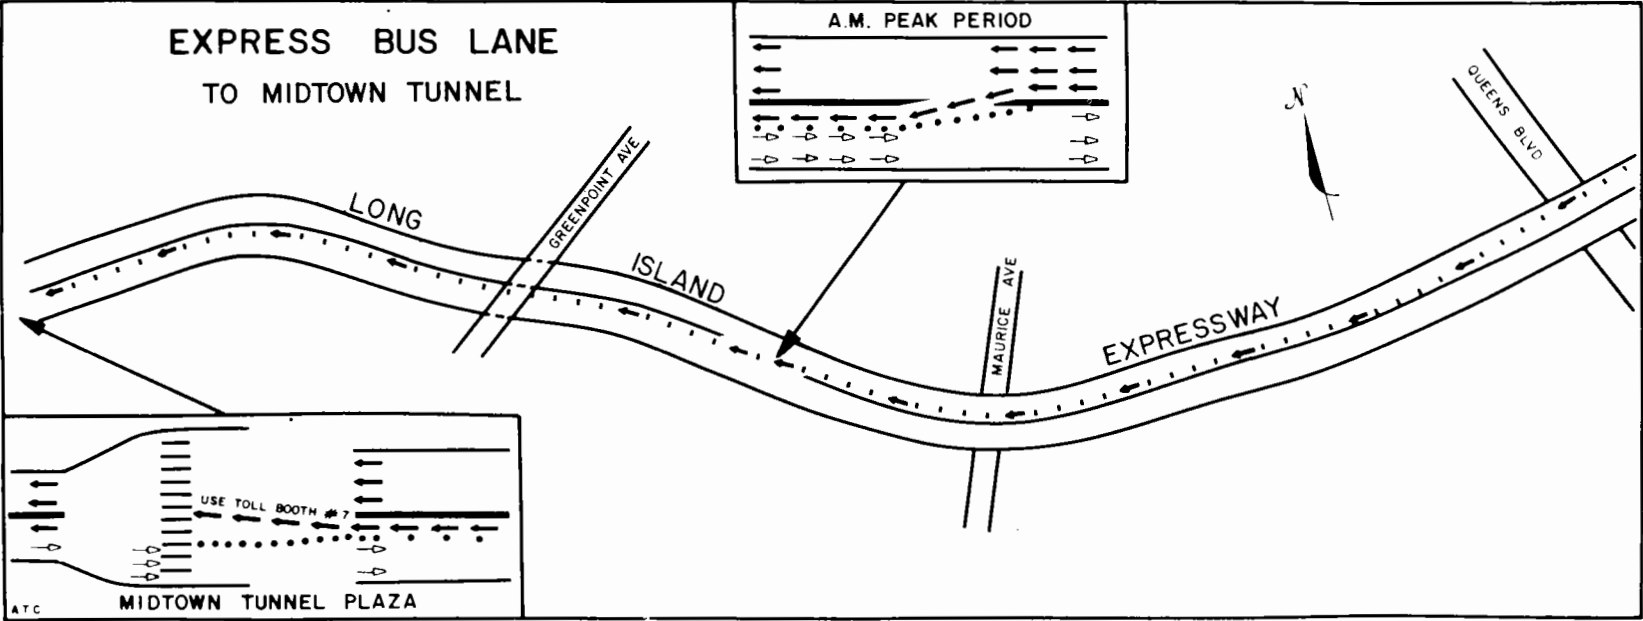 EXPRESS BUS LANE
TO MIDTOWN TUNNEL
A.M. PEAK PERIOD
N
QUEENS BLVD
GREENPOINT AVE
LONG
ISLAND
MAURICE AVE
EXPRESSWAY
USE TOLL BOOTH #7
MIDTOWN TUNNEL PLAZA
ATC